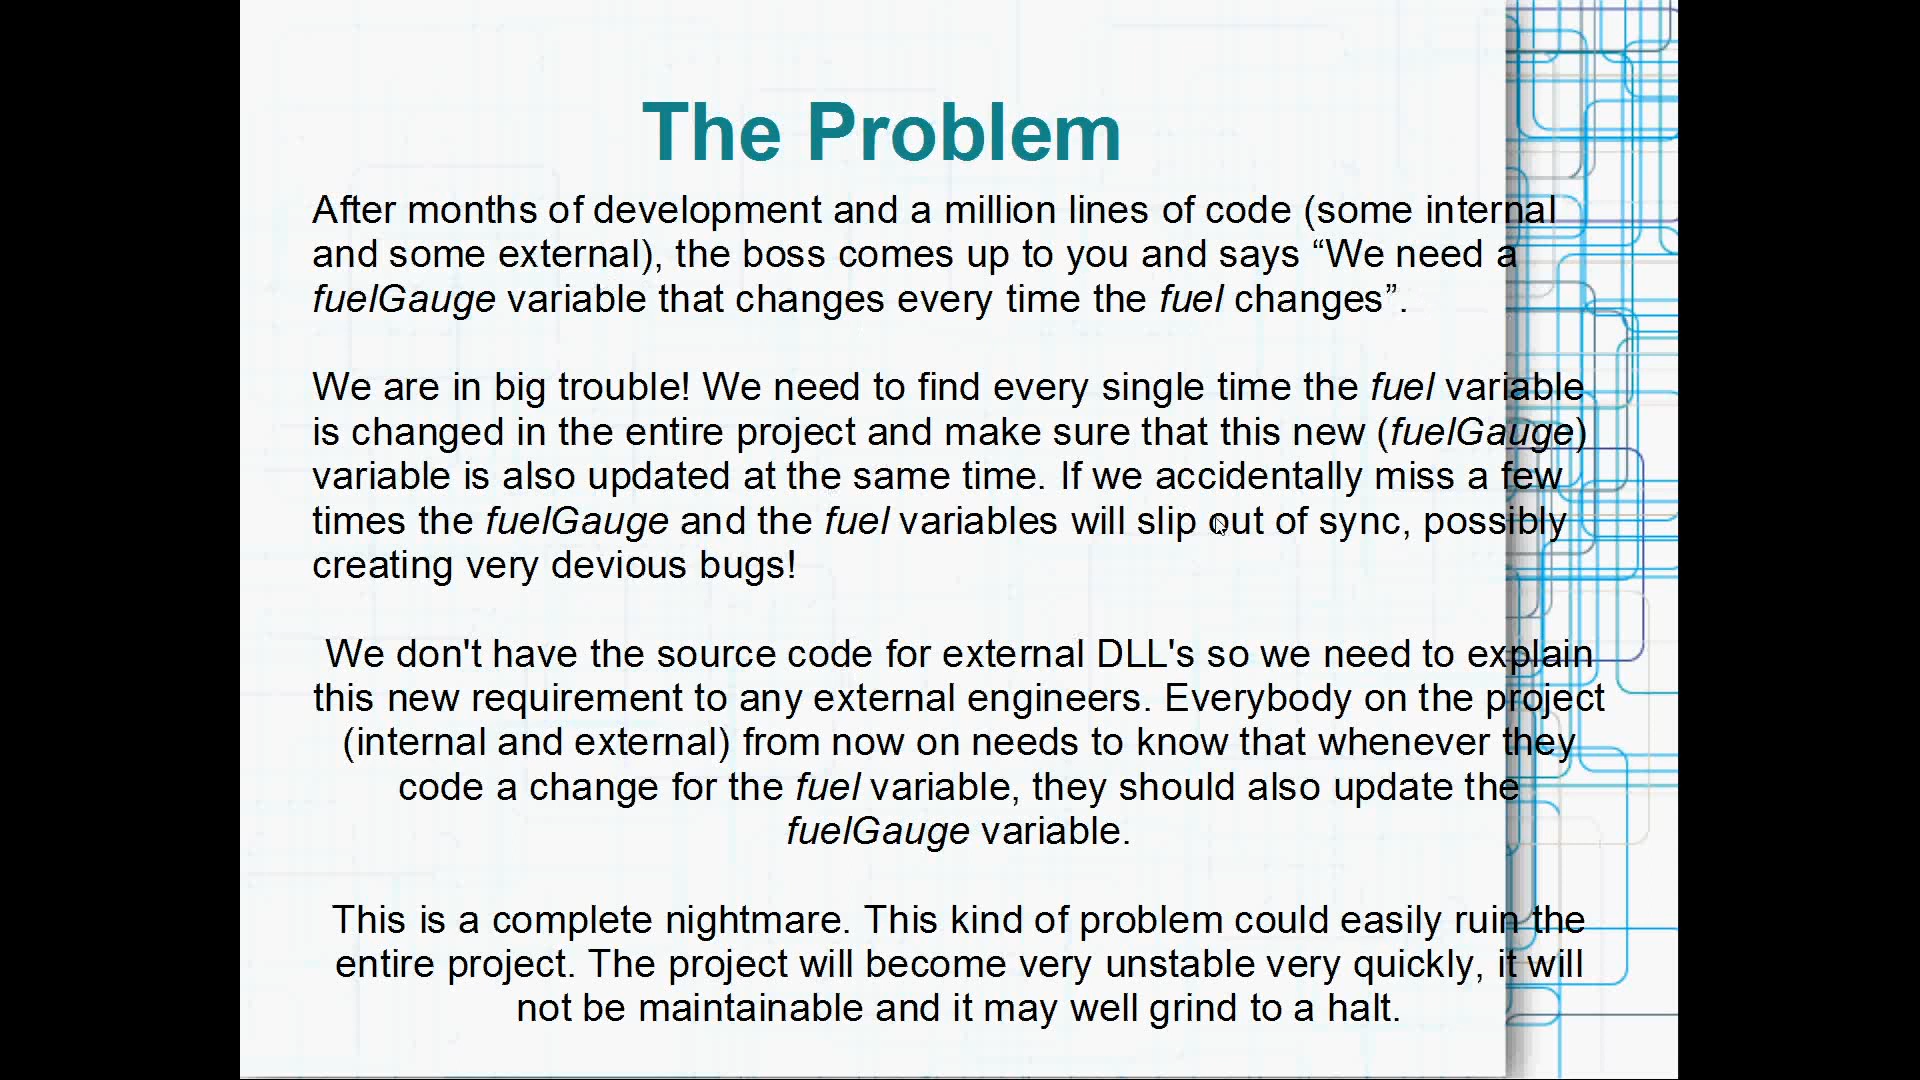 The Problem
After months of development and a million lines of code (some internal
and some external), the boss comes up to you and says “We need a
fuelGauge variable that changes every time the fuel changes”.
We are in big trouble! We need to find every single time the fuel variable
is changed in the entire project and make sure that this new (fuelGauge)
variable is also updated at the same time. If we accidentally miss a few
times the fuelGauge and the fuel variables will slip out of sync, possibly
creating very devious bugs!
We don't have the source code for external DLL's so we need to explain
this new requirement to any external engineers. Everybody on the project
(internal and external) from now on needs to know that whenever they
code a change for the fuel variable, they should also update the
fuelGauge variable.
This is a complete nightmare. This kind of problem could easily ruin the
entire project. The project will become very unstable very quickly, it will
not be maintainable and it may well grind to a halt.